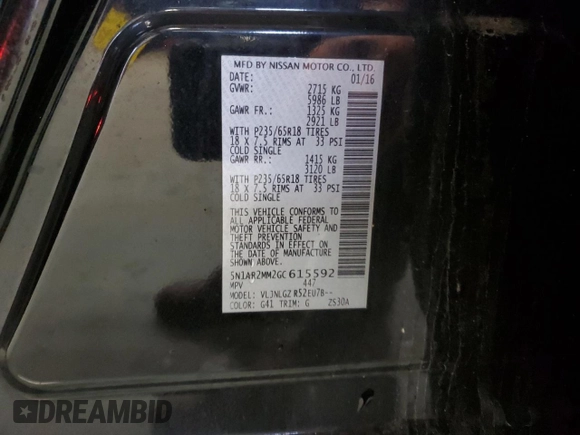 MFD BY NISSAN MOTOR CO., LTD.
DATE: 01/16
GVWR: 2715 KG
5986 LB
GAWR FR.: 1325 KG
2921 LB
WITH P235/65R18 TIRES
18 X 7.5 RIMS AT 33 PSI
COLD SINGLE
GAWR RR.: 1415 KG
3120 LB
WITH P235/65R18 TIRES
18 X 7.5 RIMS AT 33 PSI
COLD SINGLE
THIS VEHICLE CONFORMS TO
ALL APPLICABLE FEDERAL
MOTOR VEHICLE SAFETY AND
THEFT PREVENTION
STANDARDS IN EFFECT ON
THE DATE OF MANUFACTURE
SHOWN ABOVE.
5N1AR2MM2GC615592
MPV 447
MODEL: VL3NLGZ R52EU7B--
COLOR: G41 TRIM: G ZS30A
DREAMBID